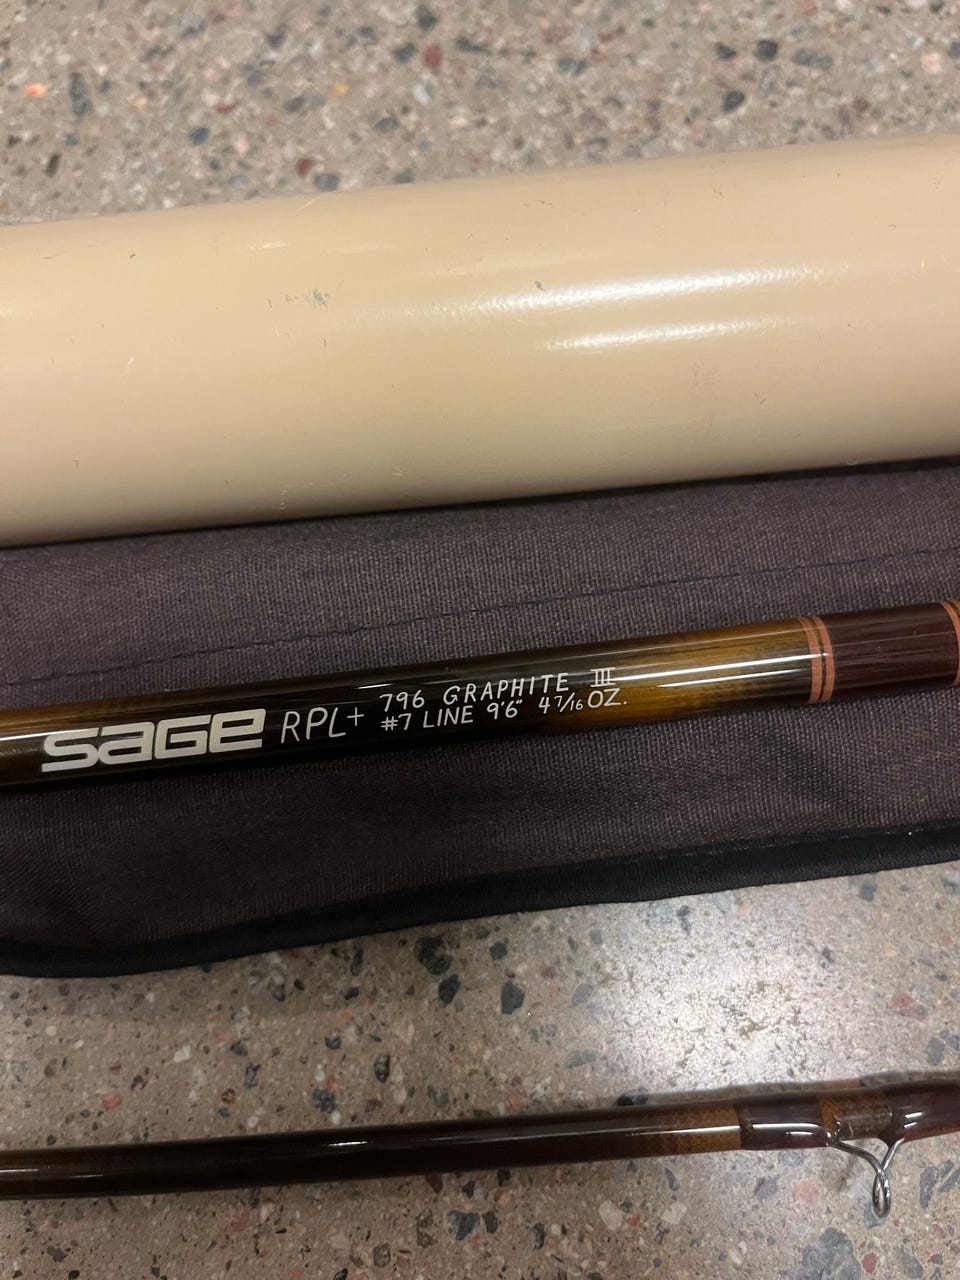 sage RPL+ 796 GRAPHITE III
#7 LINE 9'6" 4 7/16 OZ.